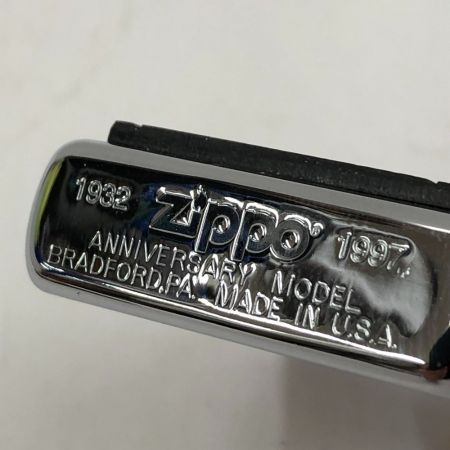 1932 Zippo® 1997
ANNIVERSARY MODEL
BRADFORD,PA. MADE IN U.S.A.